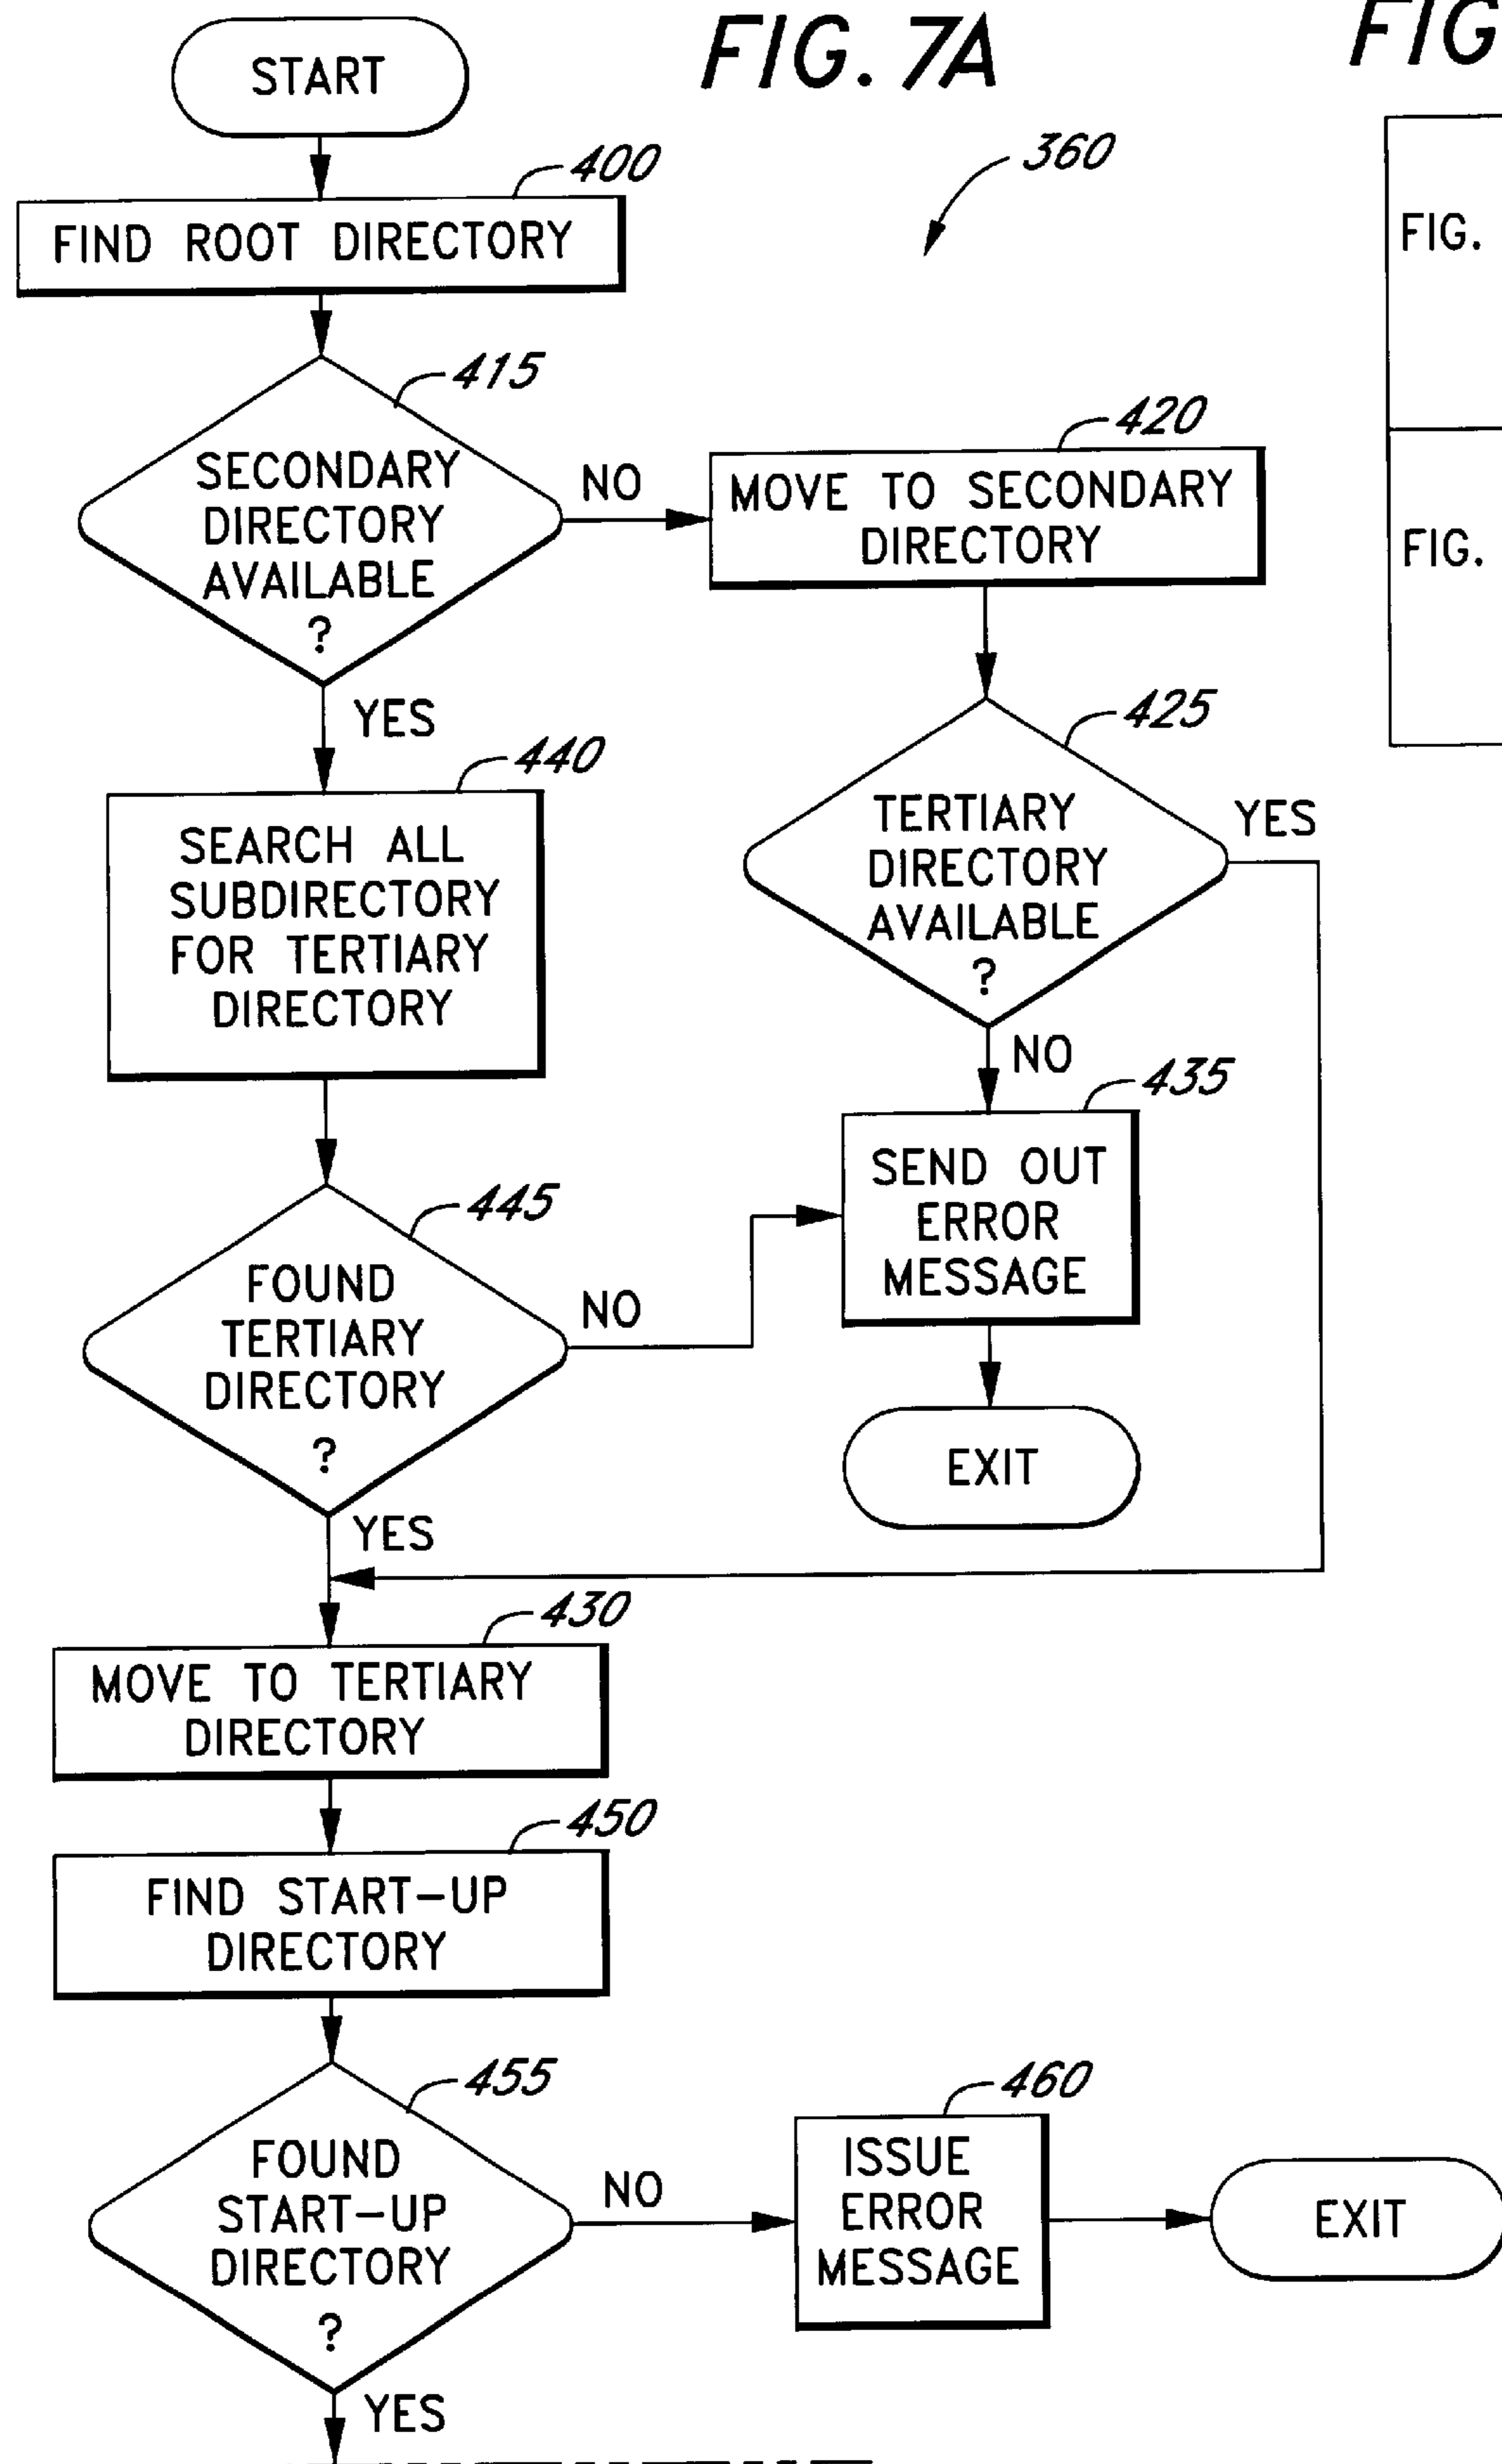 FIG. 7A
FIG
START
360
400
FIND ROOT DIRECTORY
FIG.
415
SECONDARY
DIRECTORY
AVAILABLE
?
NO
420
MOVE TO SECONDARY
DIRECTORY
FIG.
YES
425
TERTIARY
DIRECTORY
AVAILABLE
?
YES
440
SEARCH ALL
SUBDIRECTORY
FOR TERTIARY
DIRECTORY
NO
435
SEND OUT
ERROR
MESSAGE
445
FOUND
TERTIARY
DIRECTORY
?
NO
EXIT
YES
430
MOVE TO TERTIARY
DIRECTORY
450
FIND START-UP
DIRECTORY
455
FOUND
START-UP
DIRECTORY
?
NO
460
ISSUE
ERROR
MESSAGE
EXIT
YES